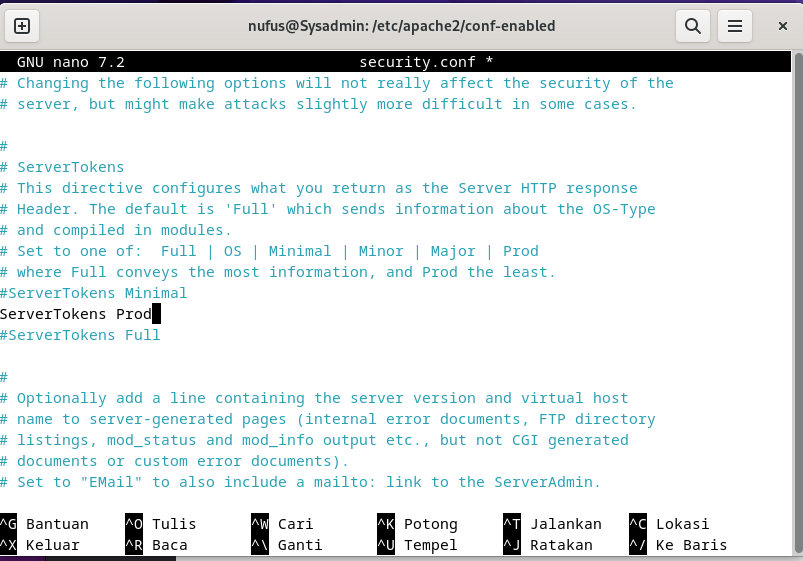 nufus@Sysadmin: /etc/apache2/conf-enabled
GNU nano 7.2 security.conf *
# Changing the following options will not really affect the security of the
# server, but might make attacks slightly more difficult in some cases.
#
# ServerTokens
# This directive configures what you return as the Server HTTP response
# Header. The default is 'Full' which sends information about the OS-Type
# and compiled in modules.
# Set to one of:  Full | OS | Minimal | Minor | Major | Prod
# where Full conveys the most information, and Prod the least.
#ServerTokens Minimal
ServerTokens Prod
#ServerTokens Full
#
# Optionally add a line containing the server version and virtual host
# name to server-generated pages (internal error documents, FTP directory
# listings, mod_status and mod_info output etc., but not CGI generated
# documents or custom error documents).
# Set to "EMail" to also include a mailto: link to the ServerAdmin.
^G Bantuan ^O Tulis ^W Cari ^K Potong ^T Jalankan ^C Lokasi
^X Keluar ^R Baca ^\ Ganti ^U Tempel ^J Ratakan ^/ Ke Baris